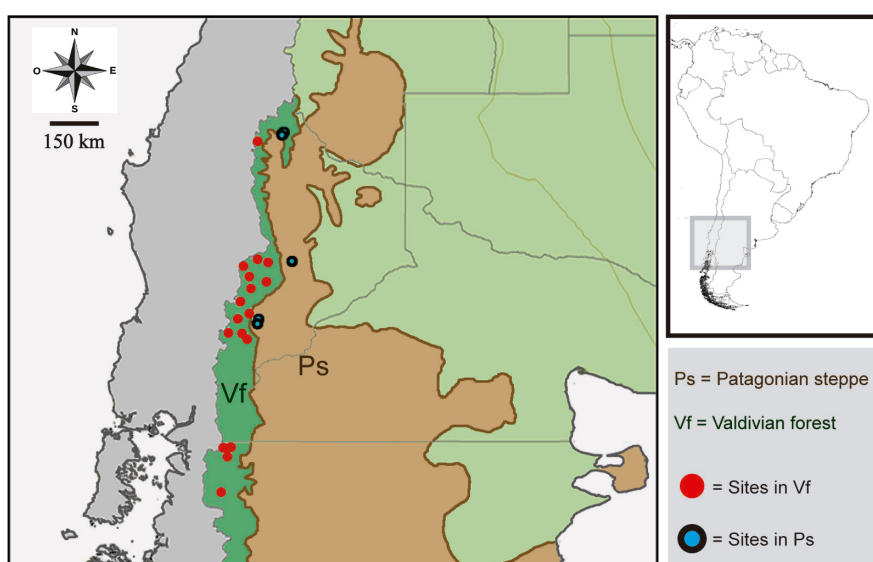 N
O
E
S
150 km
Ps
Vf
Ps = Patagonian steppe
Vf = Valdivian forest
= Sites in Vf
= Sites in Ps